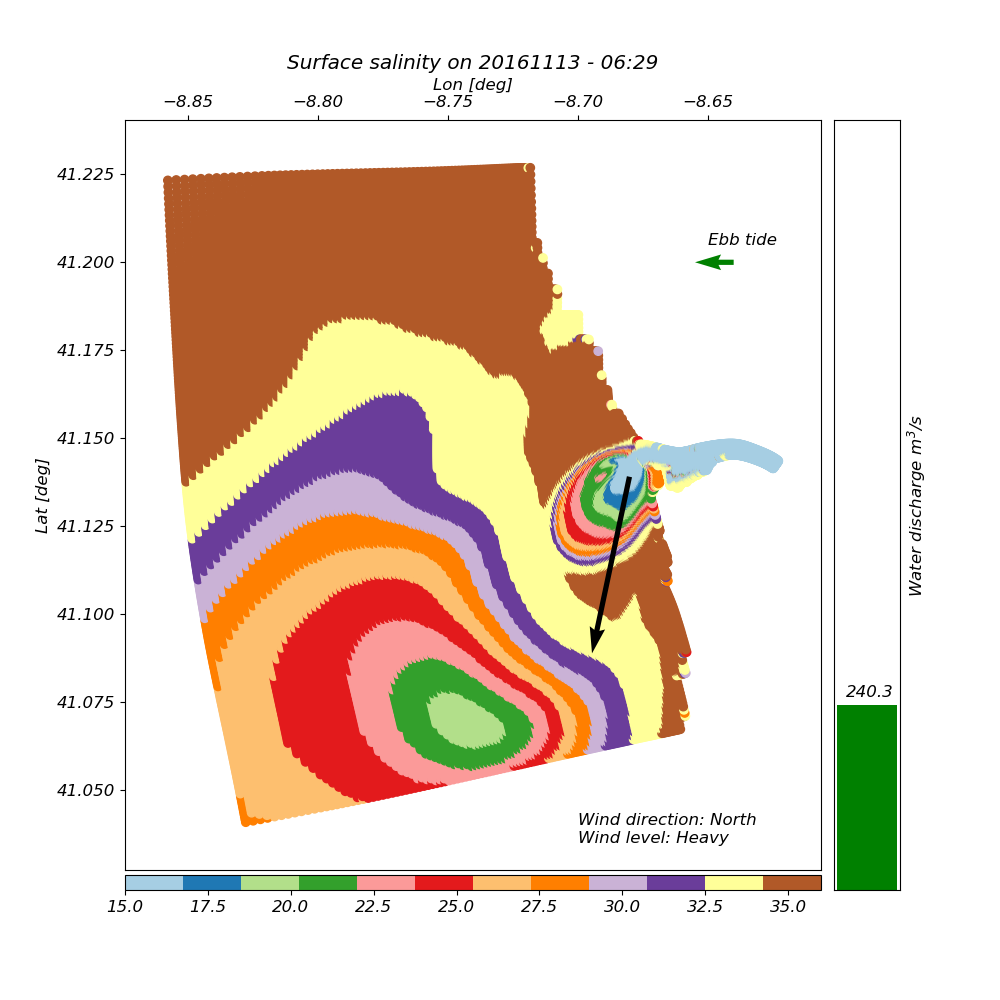 Surface salinity on 20161113 - 06:29
Lon [deg]
−8.85 −8.80 −8.75 −8.70 −8.65
41.225
41.200
41.175
41.150
41.125
41.100
41.075
41.050
Lat [deg]
Ebb tide
Water discharge m³/s
240.3
Wind direction: North
Wind level: Heavy
15.0 17.5 20.0 22.5 25.0 27.5 30.0 32.5 35.0